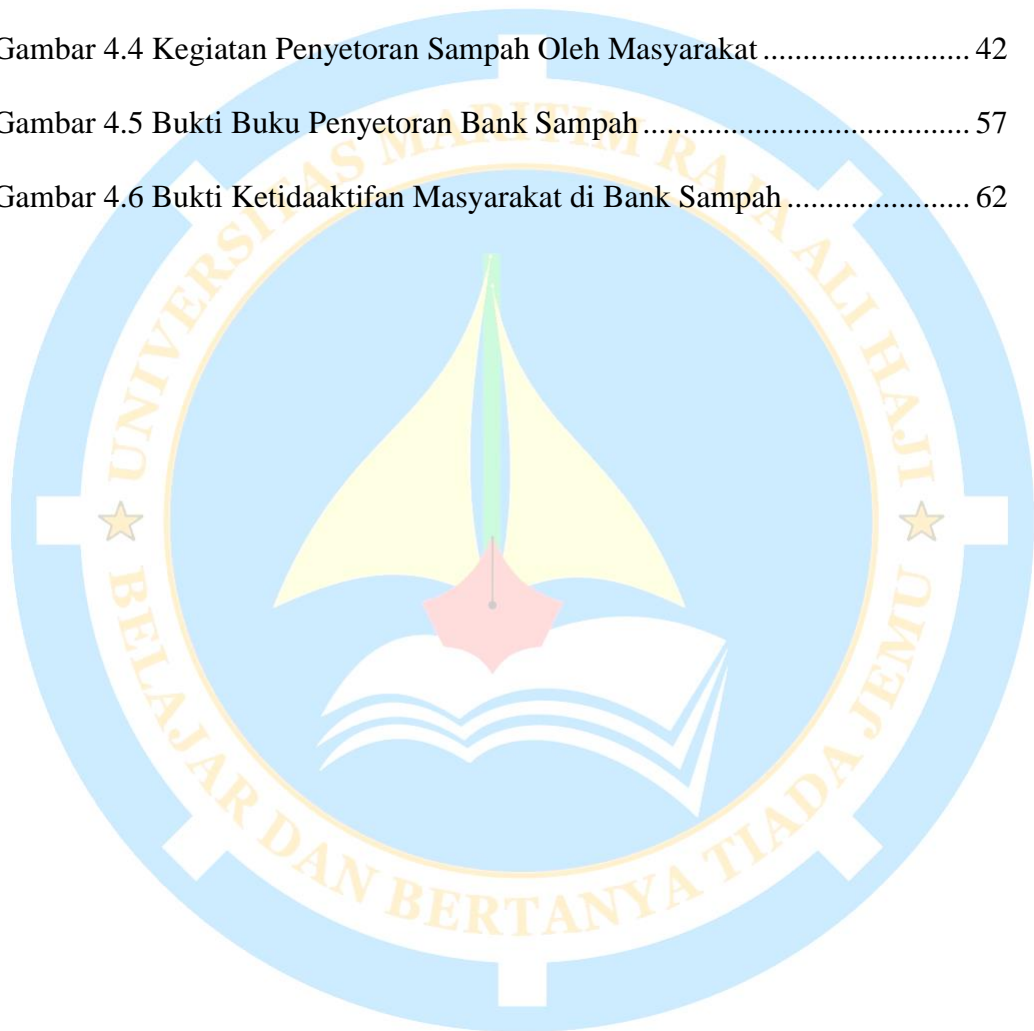 Gambar 4.4 Kegiatan Penyetoran Sampah Oleh Masyarakat .......................... 42
Gambar 4.5 Bukti Buku Penyetoran Bank Sampah ......................................... 57
Gambar 4.6 Bukti Ketidaaktifan Masyarakat di Bank Sampah ....................... 62
UNIVERSITAS MARITIM RAJA ALI HAJI
BELAJAR DAN BERTANYA TIADA JEMU